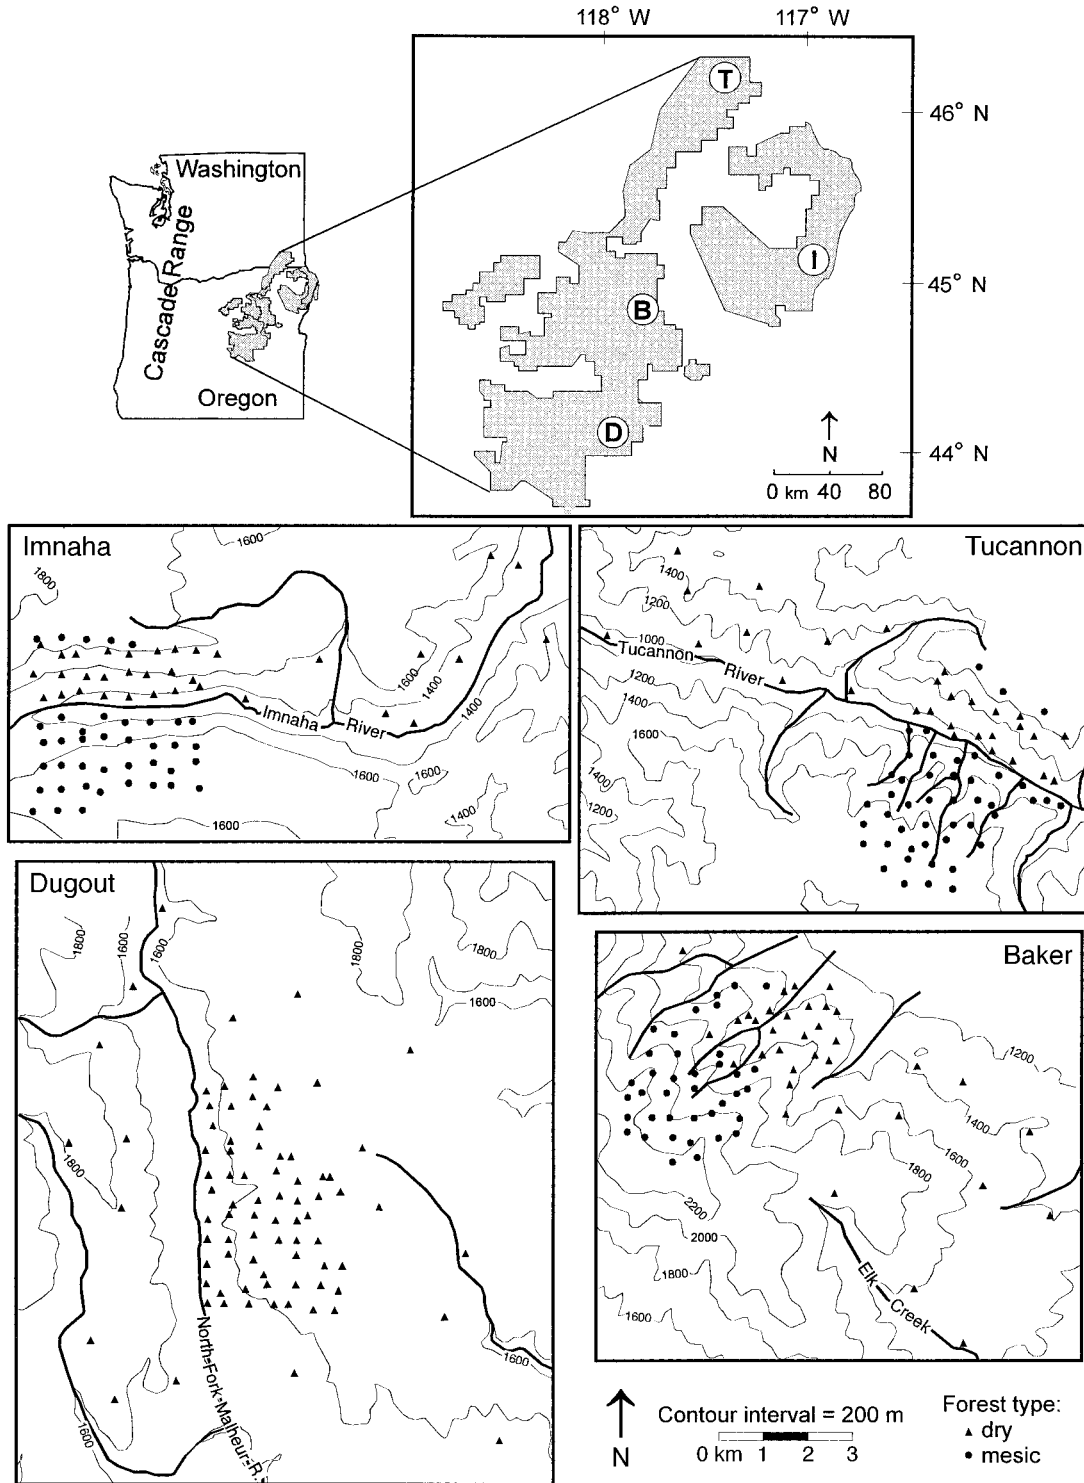 118° W
117° W
46° N
45° N
44° N
T
I
B
D
N
0 km 40 80
Washington
Cascade Range
Oregon
Imnaha
1600
1800
1600
1400
1400
Imnaha River
1600
1600
1400
1600
Tucannon
1400
1200
1000
Tucannon River
1200
1400
1600
1400
1200
Dugout
1800
1600
1600
1800
1800
1600
1800
North Fork Malheur R.
1600
1600
Baker
1200
1400
1600
1800
2200
2000
1800
1600
Elk Creek
N
Contour interval = 200 m
0 km 1 2 3
Forest type:
dry
mesic